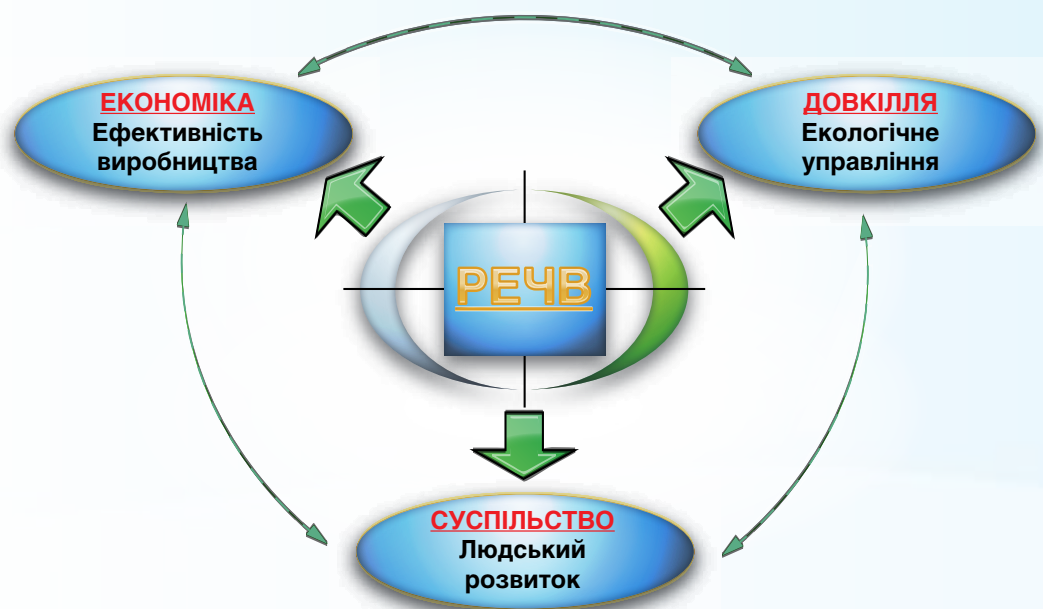 ЕКОНОМІКА
Ефективність
виробництва
ДОВКІЛЛЯ
Екологічне
управління
РЕЧВ
СУСПІЛЬСТВО
Людський
розвиток